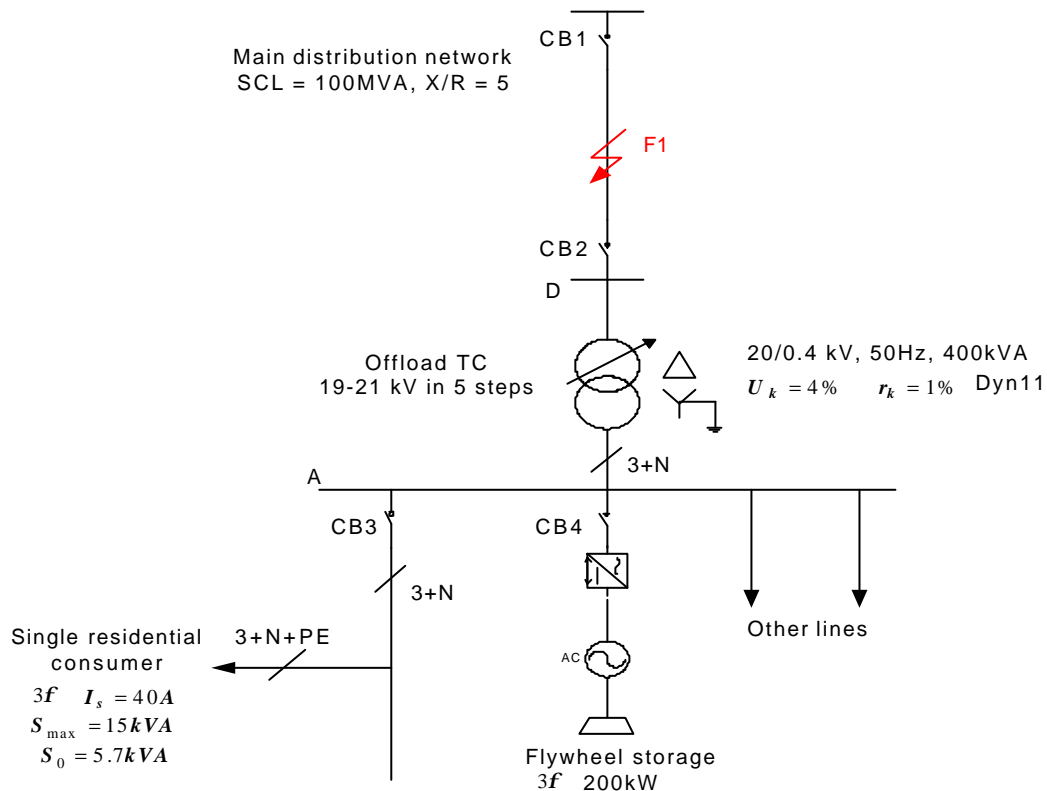 CB1
Main distribution network
SCL = 100MVA, X/R = 5
F1
CB2
D
Offload TC
19-21 kV in 5 steps
20/0.4 kV, 50Hz, 400kVA
U_k = 4% r_k = 1% Dyn11
3+N
A
CB3
CB4
3+N
Other lines
Single residential
consumer
3+N+PE
3f I_s = 40A
S_max = 15kVA
S_0 = 5.7kVA
AC
Flywheel storage
3f 200kW